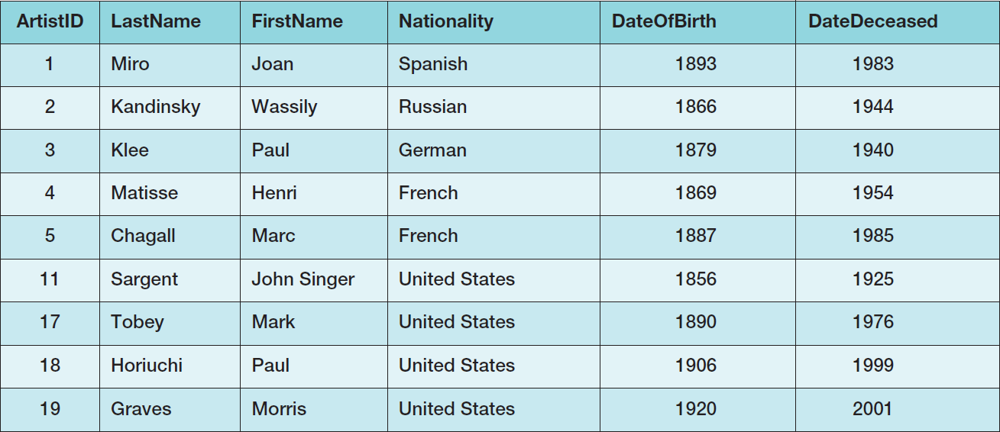 ArtistID LastName FirstName Nationality DateOfBirth DateDeceased
1 Miro Joan Spanish 1893 1983
2 Kandinsky Wassily Russian 1866 1944
3 Klee Paul German 1879 1940
4 Matisse Henri French 1869 1954
5 Chagall Marc French 1887 1985
11 Sargent John Singer United States 1856 1925
17 Tobey Mark United States 1890 1976
18 Horiuchi Paul United States 1906 1999
19 Graves Morris United States 1920 2001